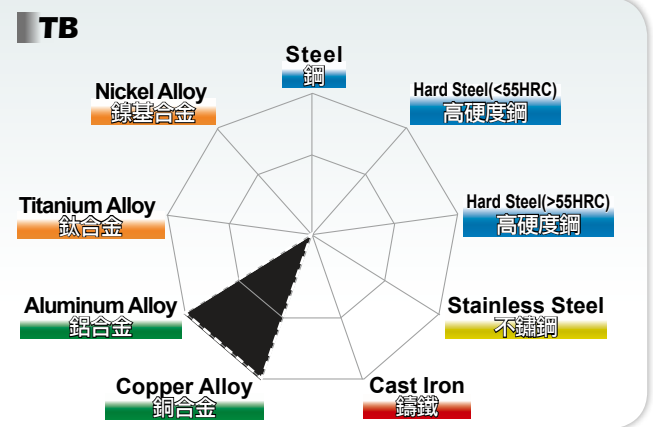 TB
Steel
鋼
Nickel Alloy
鎳基合金
Hard Steel(<55HRC)
高硬度鋼
Titanium Alloy
鈦合金
Hard Steel(>55HRC)
高硬度鋼
Aluminum Alloy
鋁合金
Stainless Steel
不鏽鋼
Copper Alloy
銅合金
Cast Iron
鑄鐵